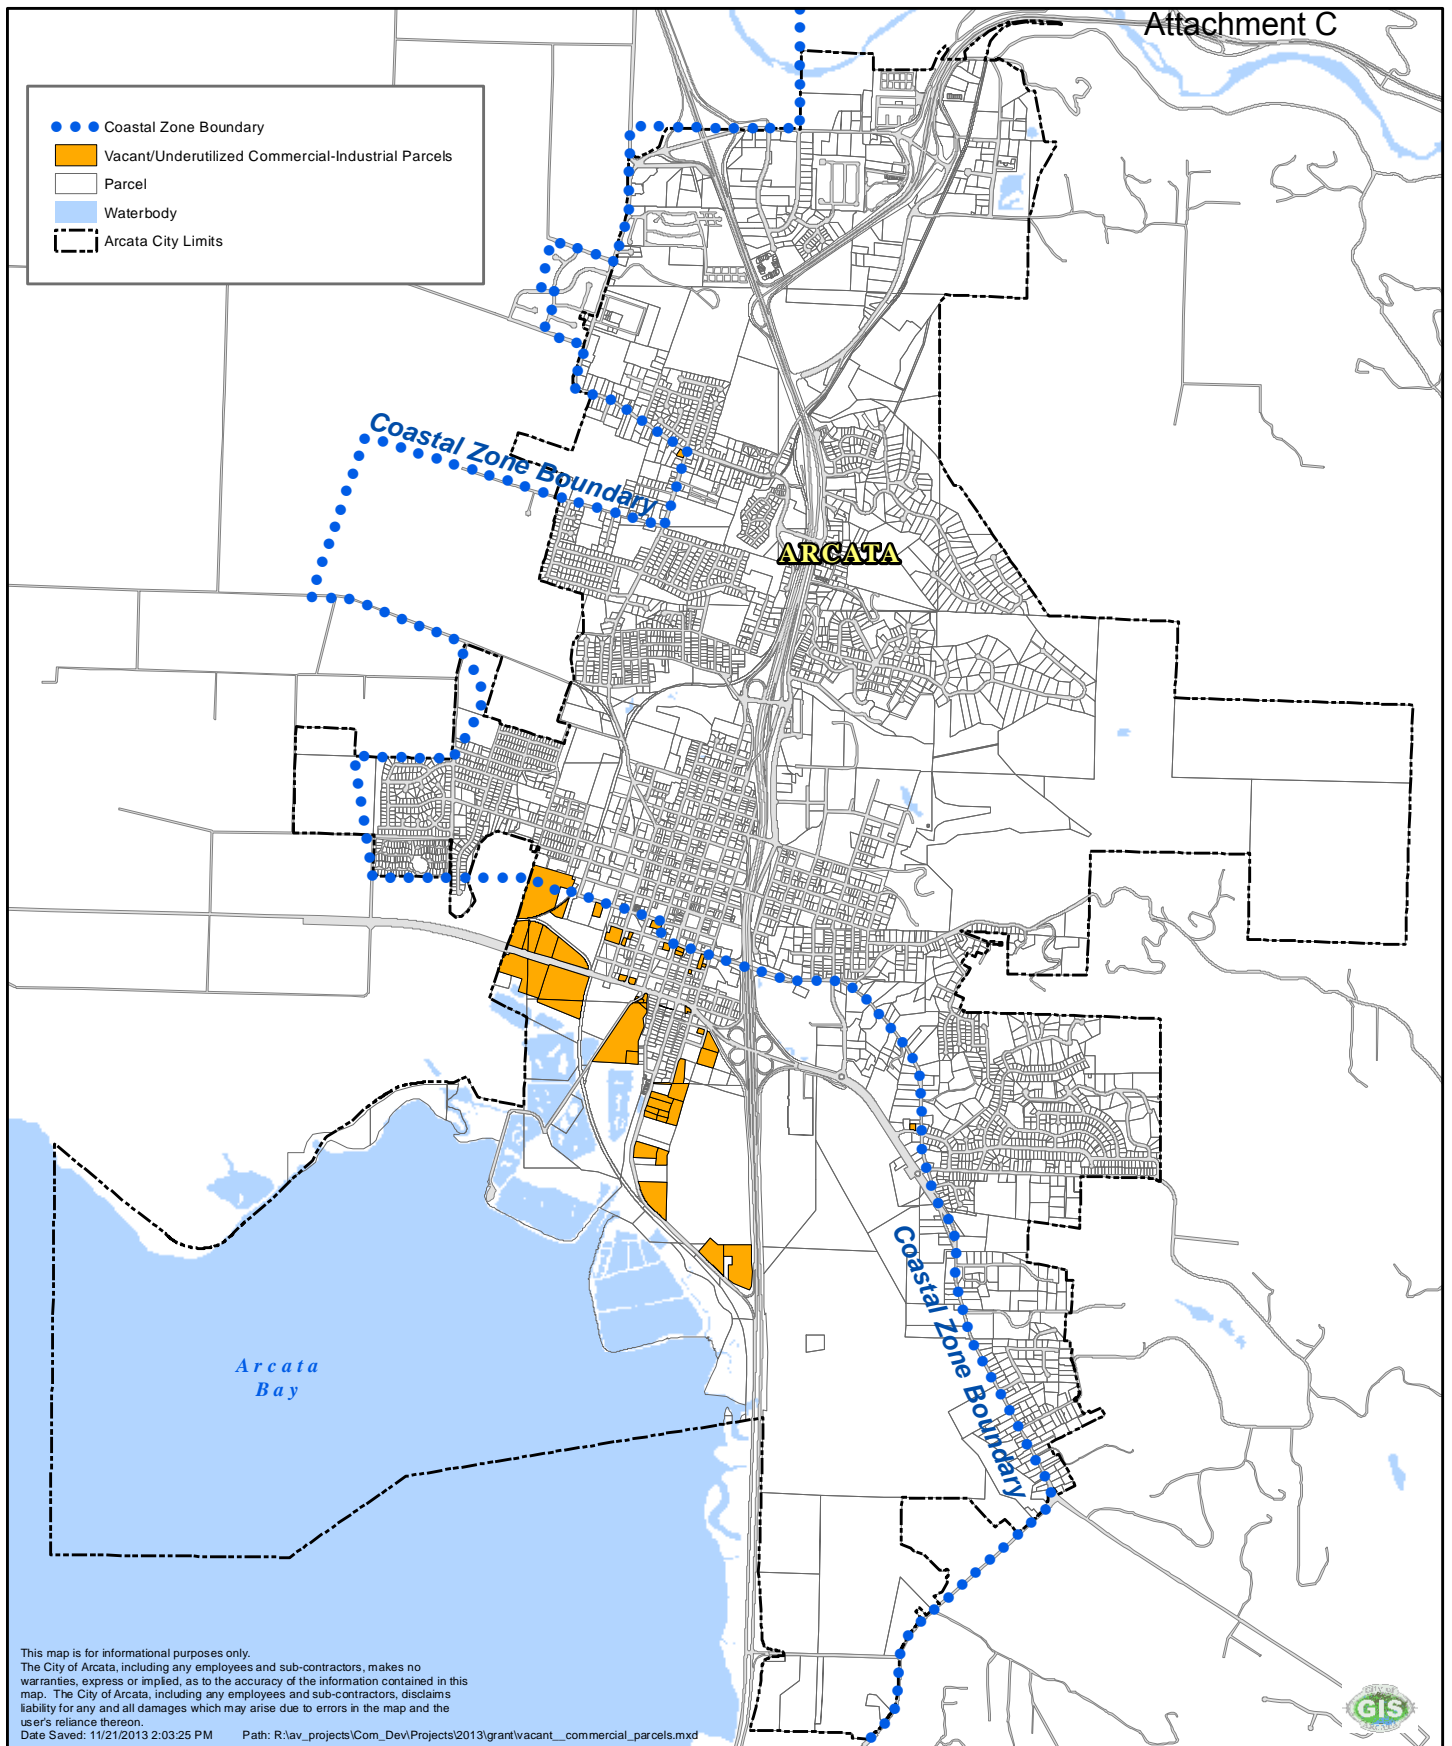 Attachment C
Coastal Zone Boundary
Vacant/Underutilized Commercial-Industrial Parcels
Parcel
Waterbody
Arcata City Limits
Coastal Zone Boundary
ARCATA
Coastal Zone Boundary
Arcata
Bay
This map is for informational purposes only.
The City of Arcata, including any employees and sub-contractors, makes no
warranties, express or implied, as to the accuracy of the information contained in this
map. The City of Arcata, including any employees and sub-contractors, disclaims
liability for any and all damages which may arise due to errors in the map and the
user's reliance thereon.
Date Saved: 11/21/2013 2:03:25 PM Path: R:\av_projects\Com_Dev\Projects\2013\grant\vacant__commercial_parcels.mxd
GIS